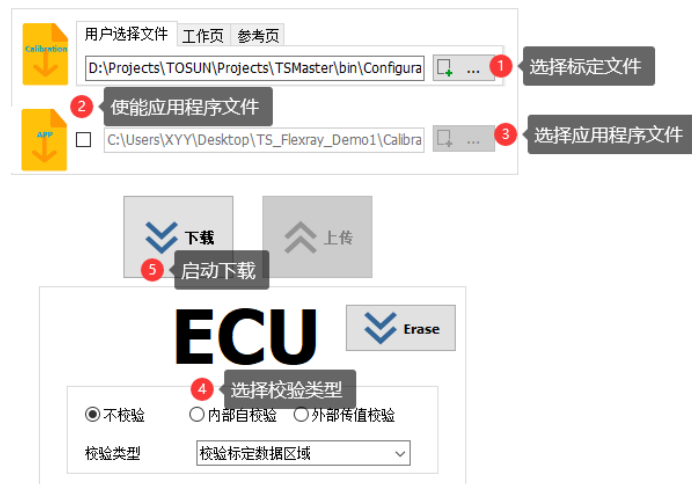 用户选择文件 工作页 参考页
Calibration
D:\Projects\TOSUN\Projects\TSMaster\bin\Configura ... 1 选择标定文件
2 使能应用程序文件
APP
C:\Users\XYY\Desktop\TS_Flexray_Demo1\Calibra ... 3 选择应用程序文件
下载 上传
5 启动下载
ECU Erase
4 选择校验类型
不校验 内部自校验 外部传值校验
校验类型 校验标定数据区域